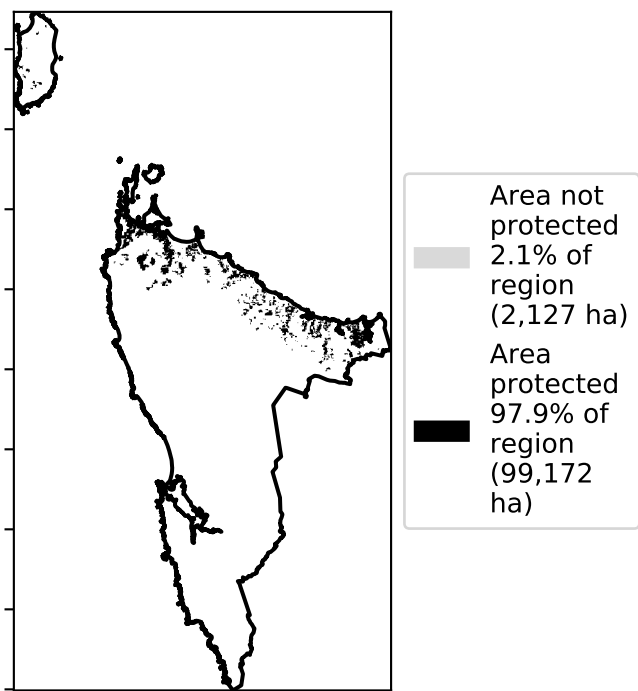 Area not
protected
2.1% of
region
(2,127 ha)
Area
protected
97.9% of
region
(99,172
ha)